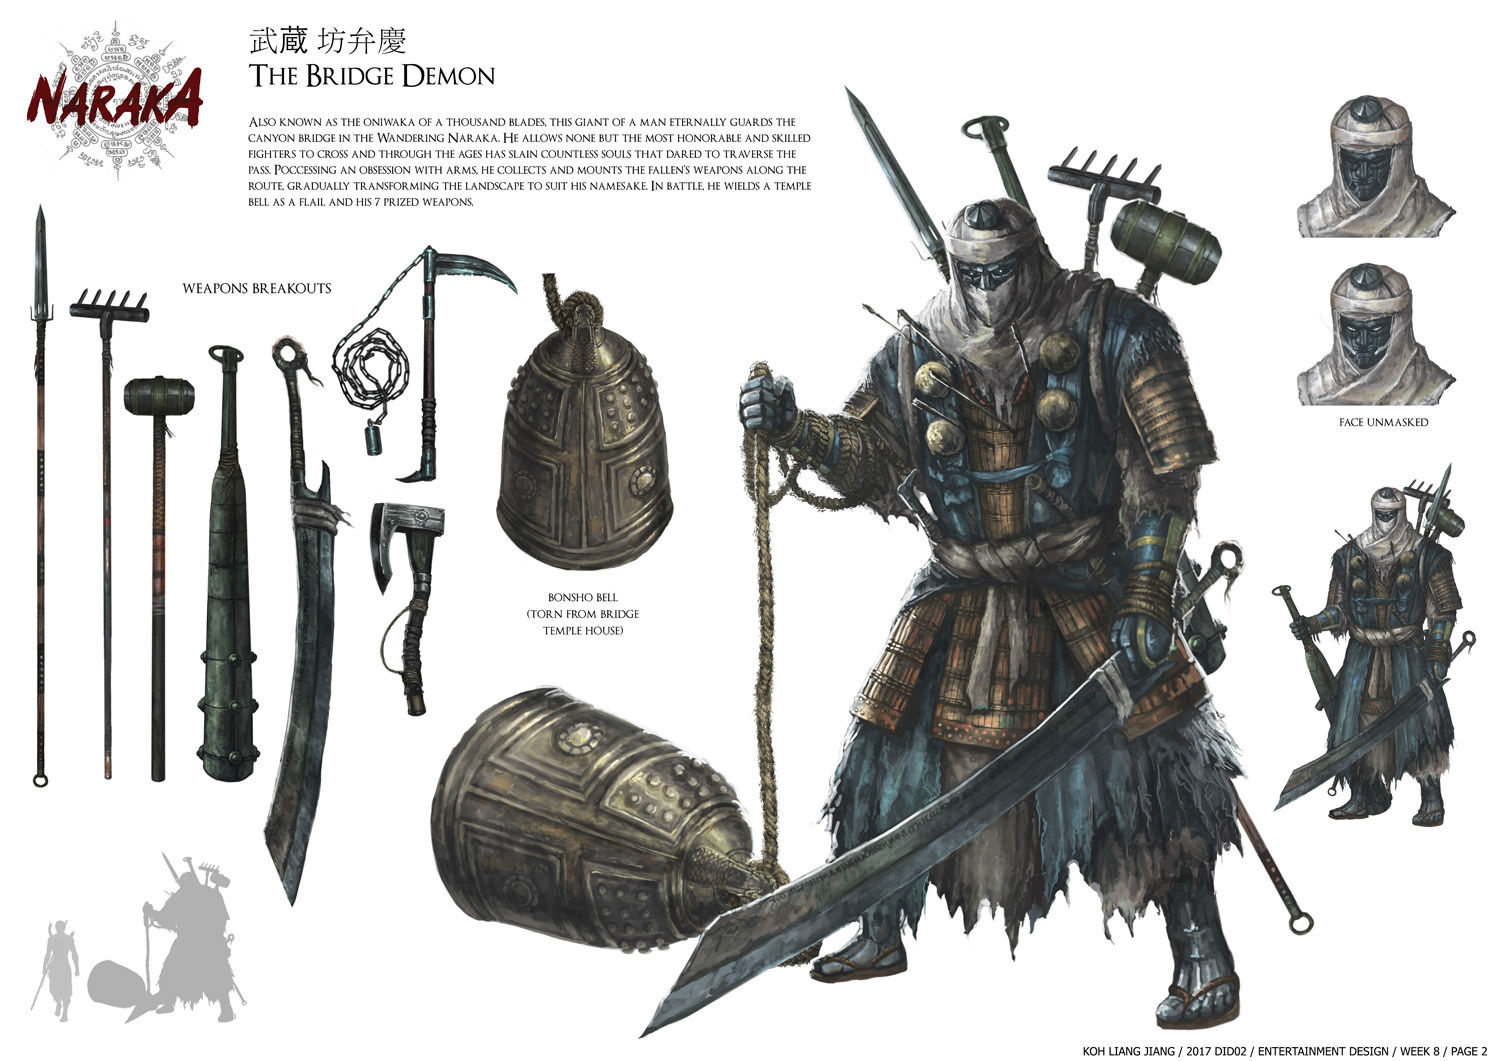 NARAKA
武蔵 坊弁慶
THE BRIDGE DEMON
ALSO KNOWN AS THE ONIWAKA OF A THOUSAND BLADES, THIS GIANT OF A MAN ETERNALLY GUARDS THE
CANYON BRIDGE IN THE WANDERING NARAKA. HE ALLOWS NONE BUT THE MOST HONORABLE AND SKILLED
FIGHTERS TO CROSS AND THROUGH THE AGES HAS SLAIN COUNTLESS SOULS THAT DARED TO TRAVERSE THE
PASS. POCCESSING AN OBSESSION WITH ARMS, HE COLLECTS AND MOUNTS THE FALLEN'S WEAPONS ALONG THE
ROUTE, GRADUALLY TRANSFORMING THE LANDSCAPE TO SUIT HIS NAMESAKE. IN BATTLE, HE WIELDS A TEMPLE
BELL AS A FLAIL AND HIS 7 PRIZED WEAPONS.
WEAPONS BREAKOUTS
FACE UNMASKED
BONSHO BELL
(TORN FROM BRIDGE
TEMPLE HOUSE)
KOH LIANG JIANG / 2017 DID02 / ENTERTAINMENT DESIGN / WEEK 8 / PAGE 2